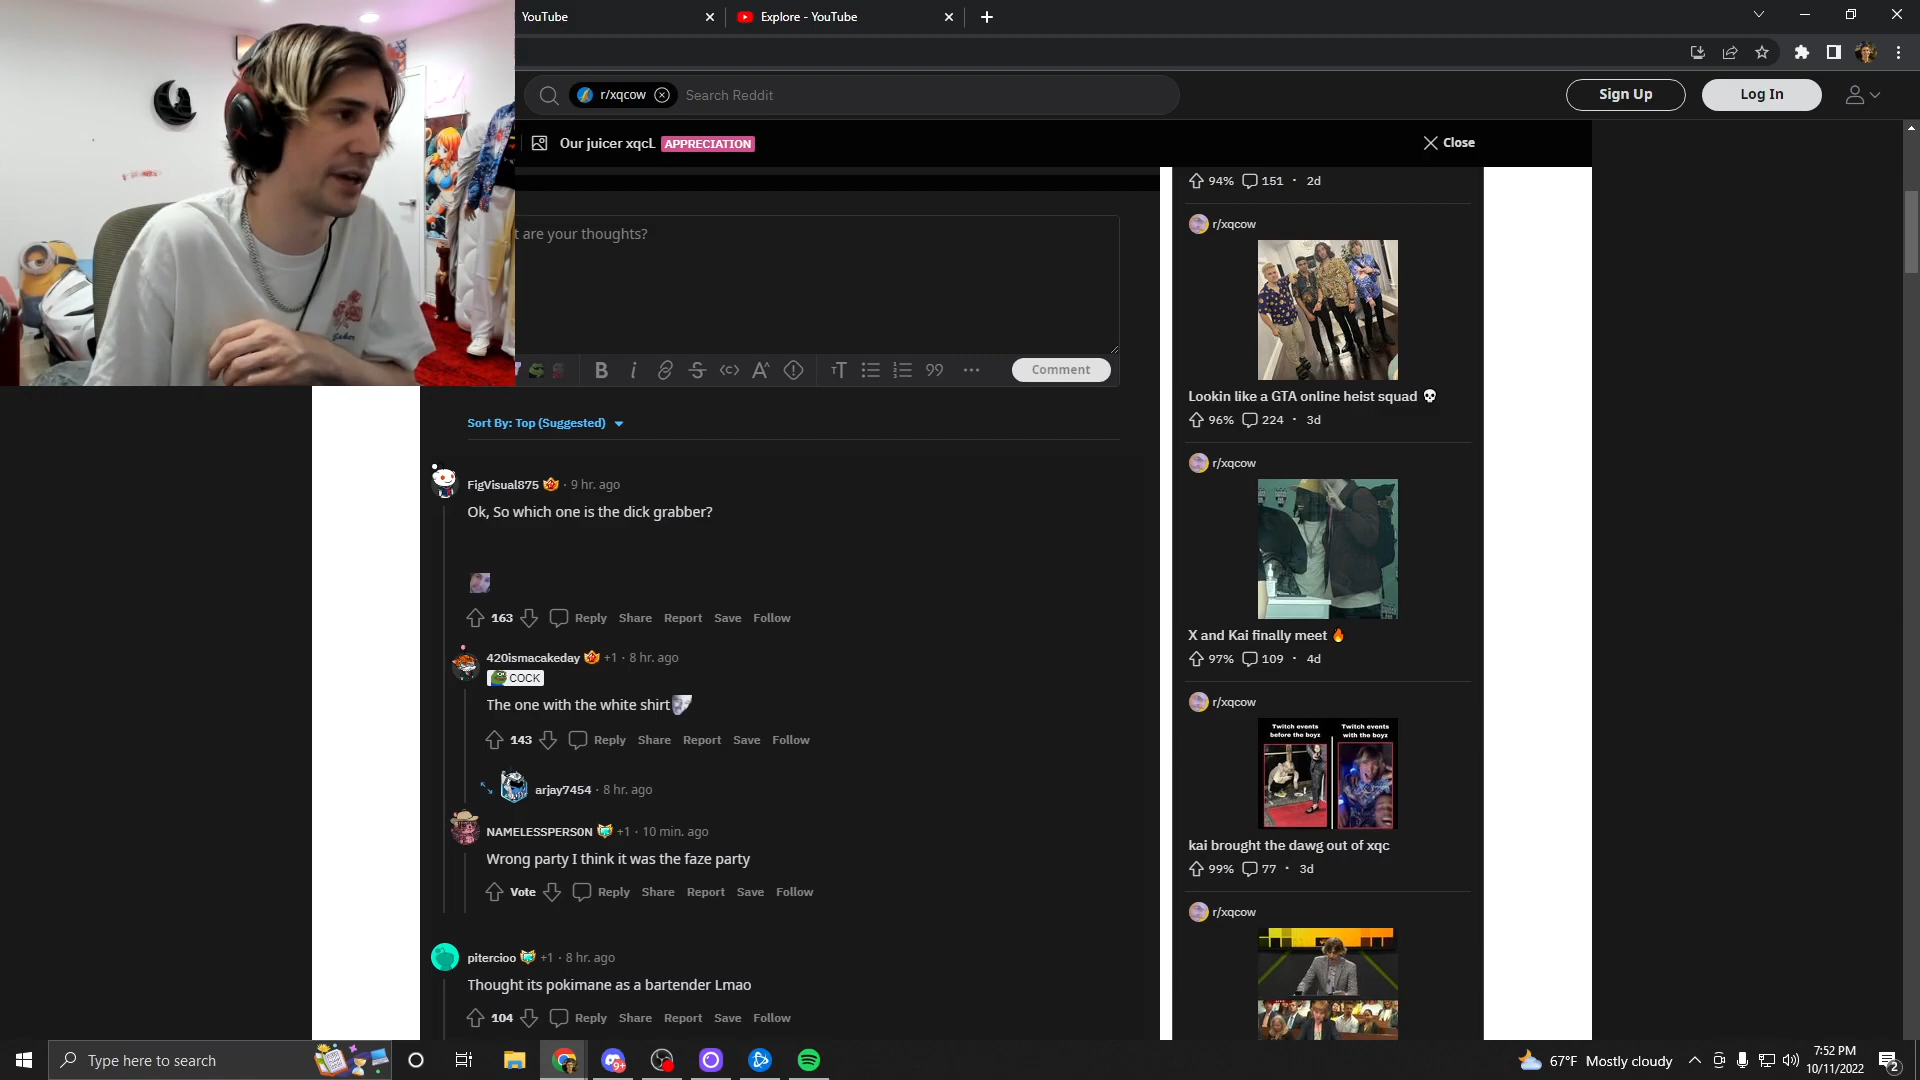 YouTube
Explore - YouTube
r/xqcow
Search Reddit
Sign Up
Log In
Our juicer xqcL APPRECIATION
Close
t are your thoughts?
Comment
Sort By: Top (Suggested)
FigVisual875 · 9 hr. ago
Ok, So which one is the dick grabber?
163 Reply Share Report Save Follow
420ismacakeday +1 · 8 hr. ago
COCK
The one with the white shirt
143 Reply Share Report Save Follow
arjay7454 · 8 hr. ago
NAMELESSPERS0N +1 · 10 min. ago
Wrong party I think it was the faze party
Vote Reply Share Report Save Follow
pitercioo +1 · 8 hr. ago
Thought its pokimane as a bartender Lmao
104 Reply Share Report Save Follow
94% 151 · 2d
r/xqcow
Lookin like a GTA online heist squad 💀
96% 224 · 3d
r/xqcow
X and Kai finally meet 🔥
97% 109 · 4d
r/xqcow
Twitch events before the boyz
Twitch events with the boyz
kai brought the dawg out of xqc
99% 77 · 3d
r/xqcow
Type here to search
9+
67°F Mostly cloudy
7:52 PM
10/11/2022
2